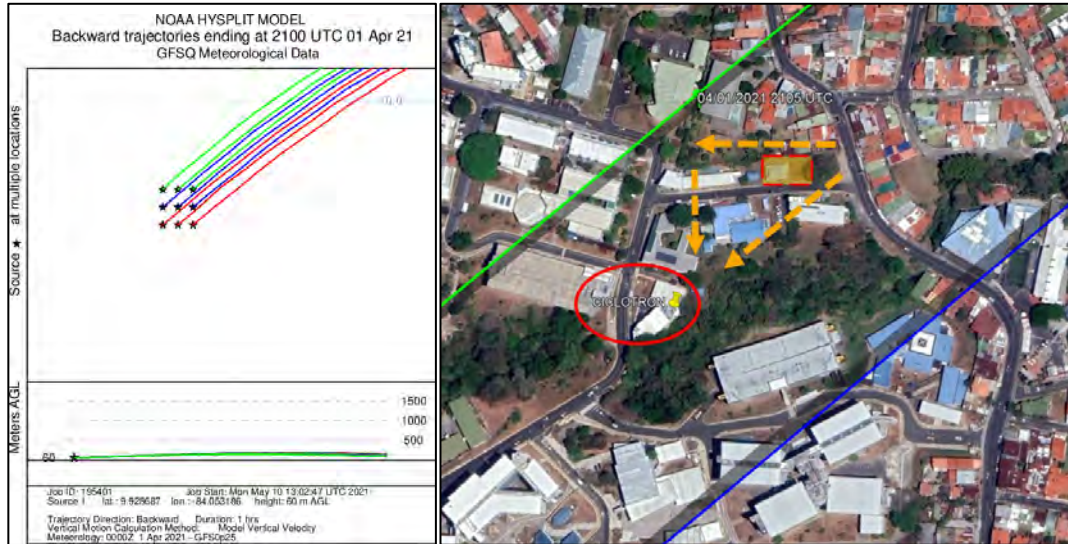 NOAA HYSPLIT MODEL
Backward trajectories ending at 2100 UTC 01 Apr 21
GFSQ Meteorological Data
Source ★ at multiple locations
Meters AGL
1500
1000
500
60
Job ID: 195401 Job Start: Mon May 10 13:02:47 UTC 2021
Source 1 lat.: 9.928687 lon.: -84.053186 height: 60 m AGL
Trajectory Direction: Backward Duration: 1 hrs
Vertical Motion Calculation Method: Model Vertical Velocity
Meteorology: 0000Z 1 Apr 2021 - GFS0p25
04/01/2021 2105 UTC
CICLOTRON